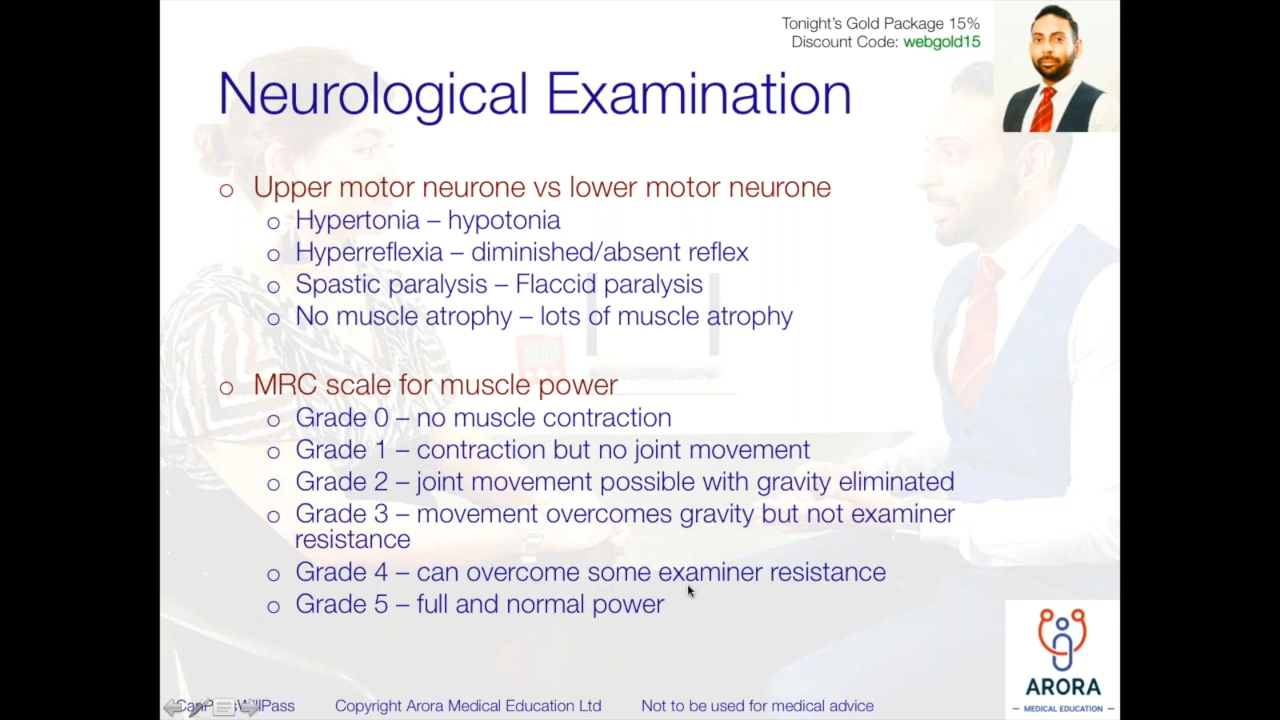 Tonight's Gold Package 15%
Discount Code: webgold15
Neurological Examination
o Upper motor neurone vs lower motor neurone
o Hypertonia – hypotonia
o Hyperreflexia – diminished/absent reflex
o Spastic paralysis – Flaccid paralysis
o No muscle atrophy – lots of muscle atrophy
o MRC scale for muscle power
o Grade 0 – no muscle contraction
o Grade 1 – contraction but no joint movement
o Grade 2 – joint movement possible with gravity eliminated
o Grade 3 – movement overcomes gravity but not examiner
resistance
o Grade 4 – can overcome some examiner resistance
o Grade 5 – full and normal power
ARORA
– MEDICAL EDUCATION –
Copyright Arora Medical Education Ltd Not to be used for medical advice